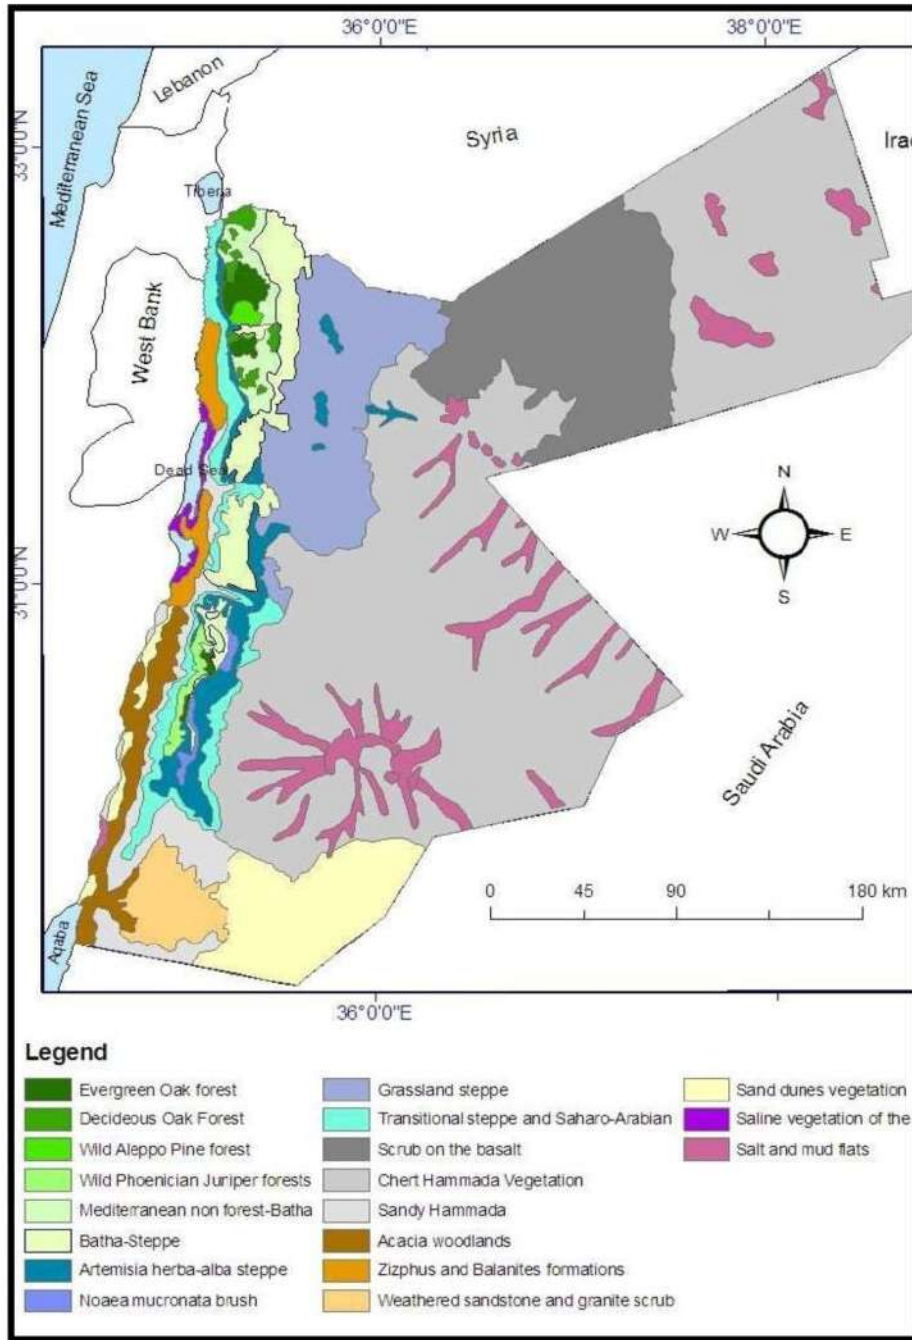 36°0'0"E
38°0'0"E
Lebanon
Mediterranean Sea
33°0'0"N
Syria
Tiberia
West Bank
Dead Sea
N
W
E
S
31°0'0"N
Saudi Arabia
0 45 90 180 km
Aqaba
36°0'0"E
Legend
Evergreen Oak forest
Decideous Oak Forest
Wild Aleppo Pine forest
Wild Phoenician Juniper forests
Mediterranean non forest-Batha
Batha-Steppe
Artemisia herba-alba steppe
Noaea mucronata brush
Grassland steppe
Transitional steppe and Saharo-Arabian
Scrub on the basalt
Chert Hammada Vegetation
Sandy Hammada
Acacia woodlands
Zizphus and Balanites formations
Weathered sandstone and granite scrub
Sand dunes vegetation
Saline vegetation of the
Salt and mud flats